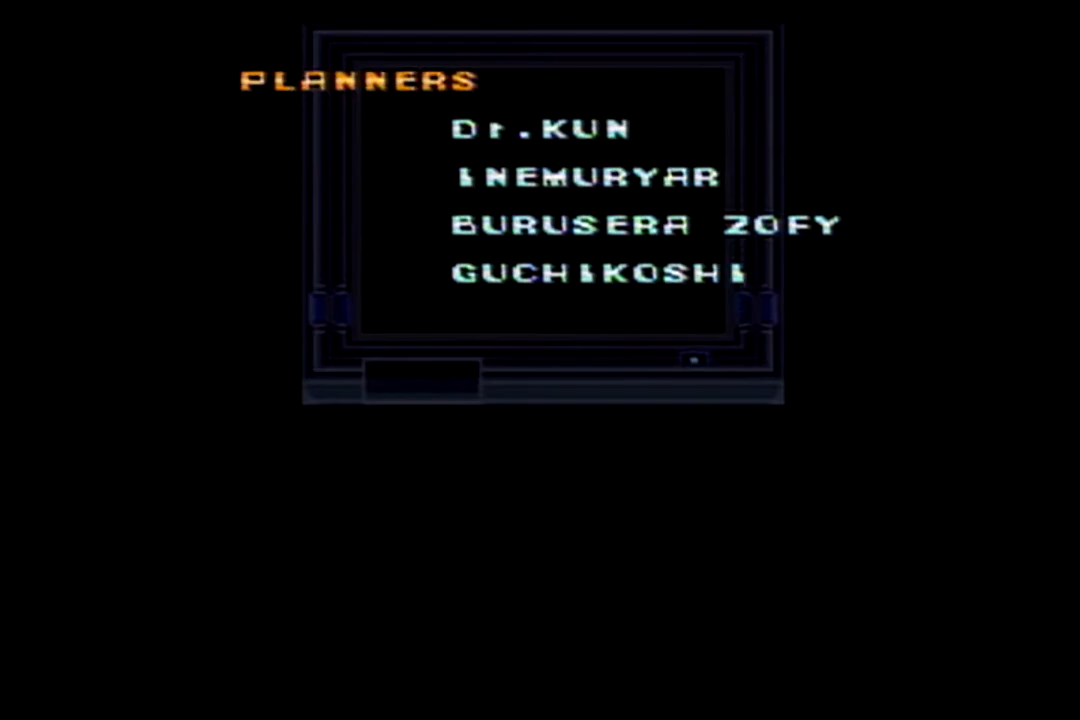 PLANNERS
Dr.KUN
iNEMURYAR
BURUSERA ZOFY
GUCHiKOSHi